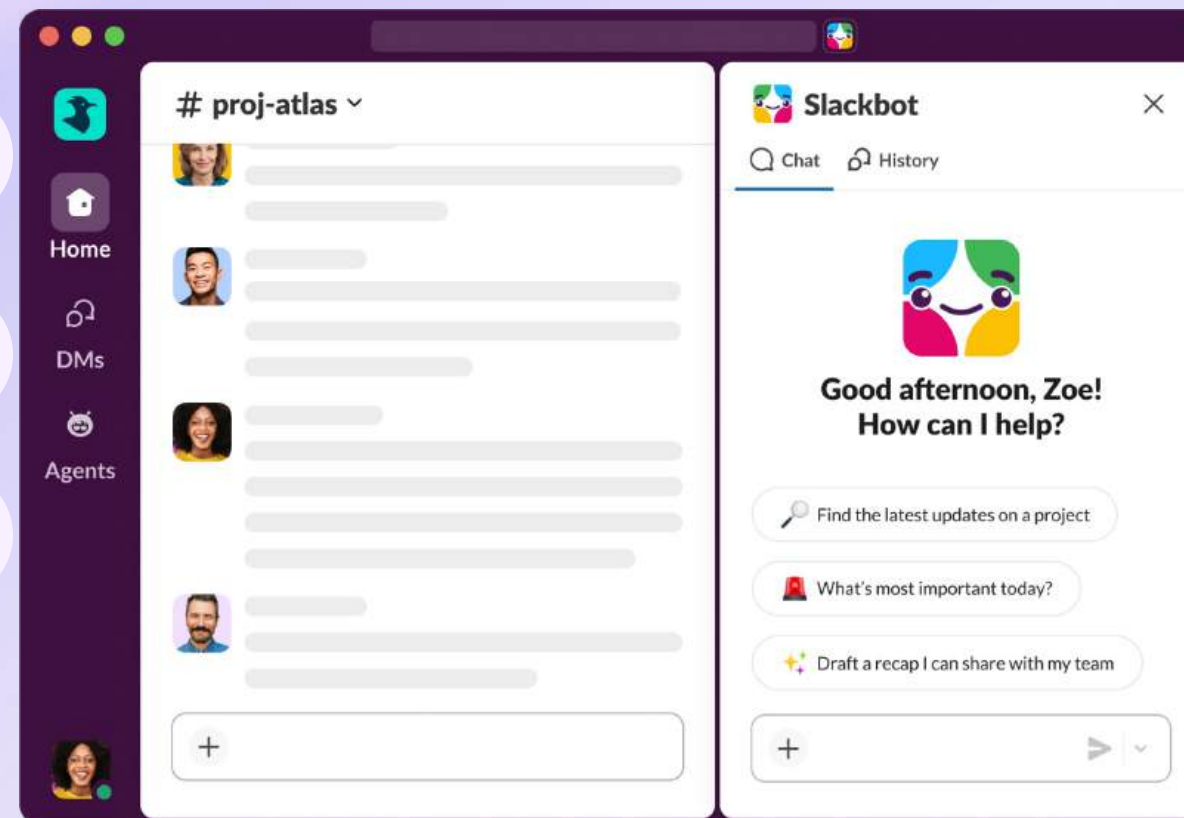 Home
DMs
Agents
# proj-atlas
Slackbot
Chat
History
Good afternoon, Zoe!
How can I help?
Find the latest updates on a project
What's most important today?
Draft a recap I can share with my team